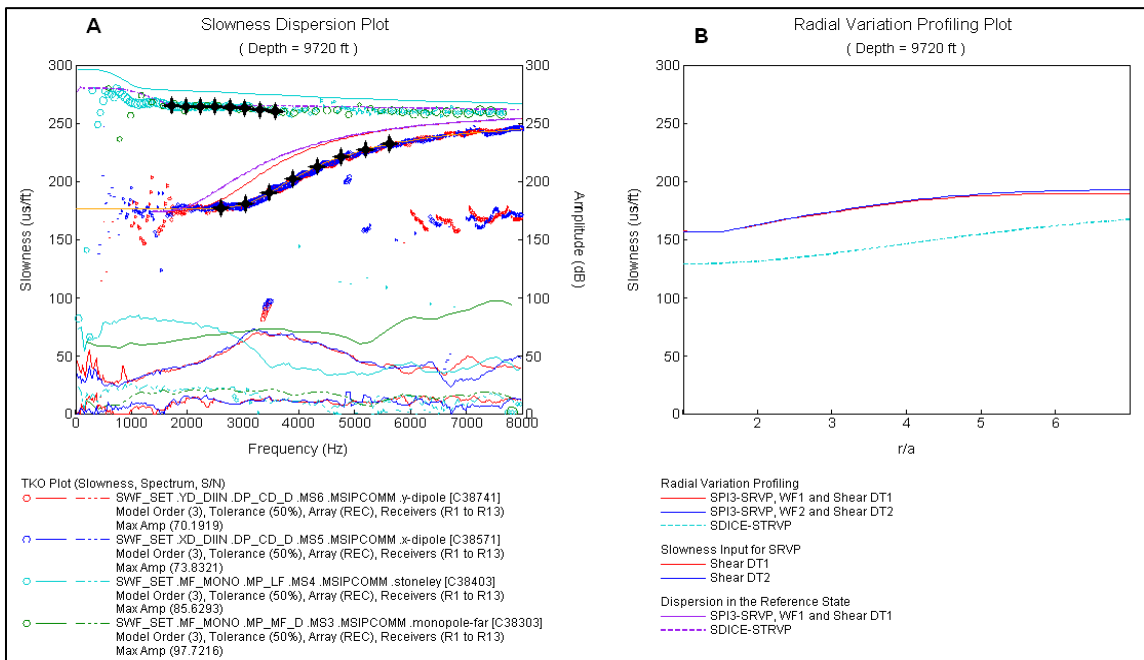 A
Slowness Dispersion Plot
( Depth = 9720 ft )
300
250
200
150
100
50
0
Slowness (us/ft)
300
250
200
150
100
50
0
Amplitude (dB)
0 1000 2000 3000 4000 5000 6000 7000 8000
Frequency (Hz)
TKO Plot (Slowness, Spectrum, S/N)
SWF_SET .YD_DIIN .DP_CD_D .MS6 .MSIPCOMM .y-dipole [C38741]
Model Order (3), Tolerance (50%), Array (REC), Receivers (R1 to R13)
Max Amp (70.1919)
SWF_SET .XD_DIIN .DP_CD_D .MS5 .MSIPCOMM .x-dipole [C38571]
Model Order (3), Tolerance (50%), Array (REC), Receivers (R1 to R13)
Max Amp (73.8321)
SWF_SET .MF_MONO .MP_LF .MS4 .MSIPCOMM .stoneley [C38403]
Model Order (3), Tolerance (50%), Array (REC), Receivers (R1 to R13)
Max Amp (85.6293)
SWF_SET .MF_MONO .MP_MF_D .MS3 .MSIPCOMM .monopole-far [C38303]
Model Order (3), Tolerance (50%), Array (REC), Receivers (R1 to R13)
Max Amp (97.7216)
B
Radial Variation Profiling Plot
( Depth = 9720 ft )
300
250
200
150
100
50
0
Slowness (us/ft)
2 3 4 5 6
r/a
Radial Variation Profiling
SPI3-SRVP, WF1 and Shear DT1
SPI3-SRVP, WF2 and Shear DT2
SDICE-STRVP
Slowness Input for SRVP
Shear DT1
Shear DT2
Dispersion in the Reference State
SPI3-SRVP, WF1 and Shear DT1
SDICE-STRVP